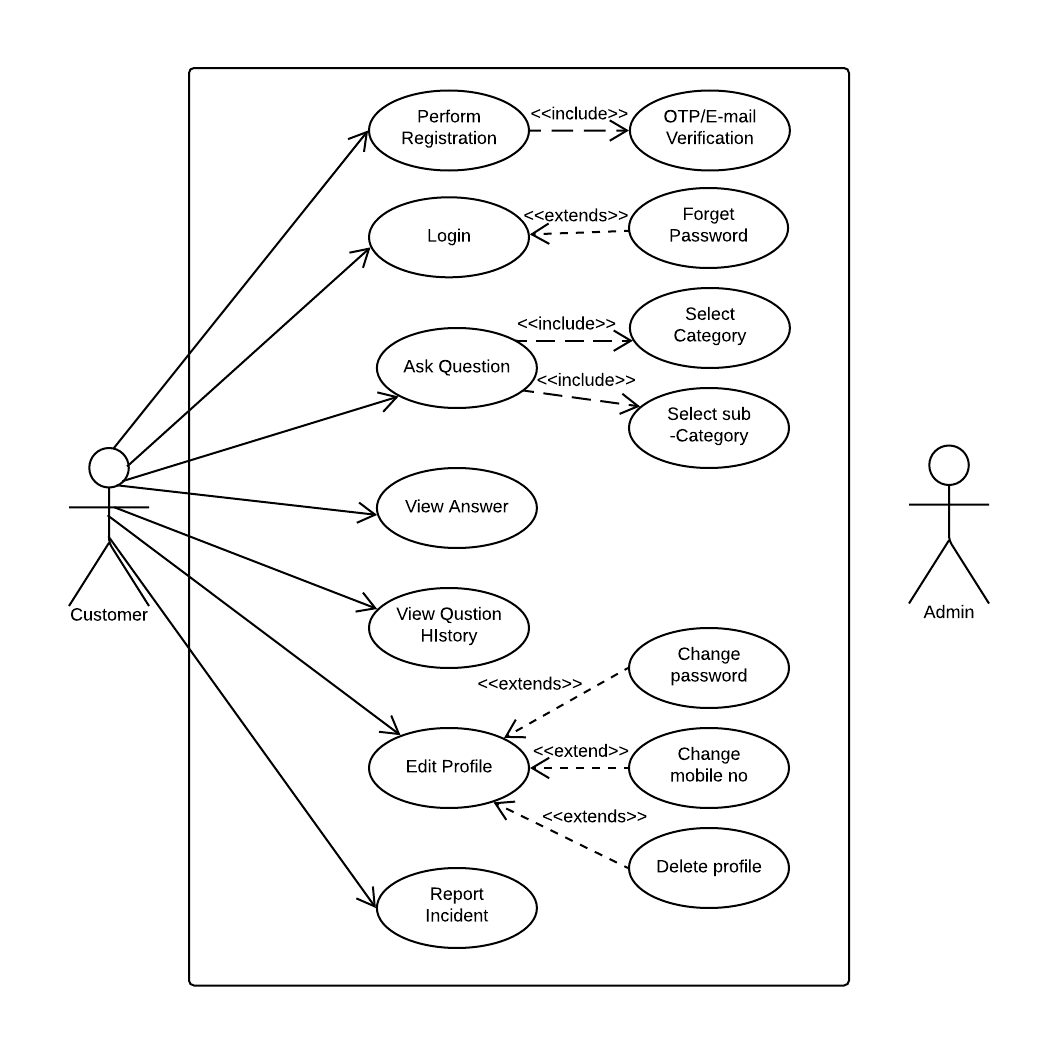 Perform
Registration
<<include>>
OTP/E-mail
Verification
Login
<<extends>>
Forget
Password
Ask Question
<<include>>
Select
Category
<<include>>
Select sub
-Category
View Answer
Customer
Admin
View Qustion
HIstory
<<extends>>
Change
password
Edit Profile
<<extend>>
Change
mobile no
<<extends>>
Delete profile
Report
Incident